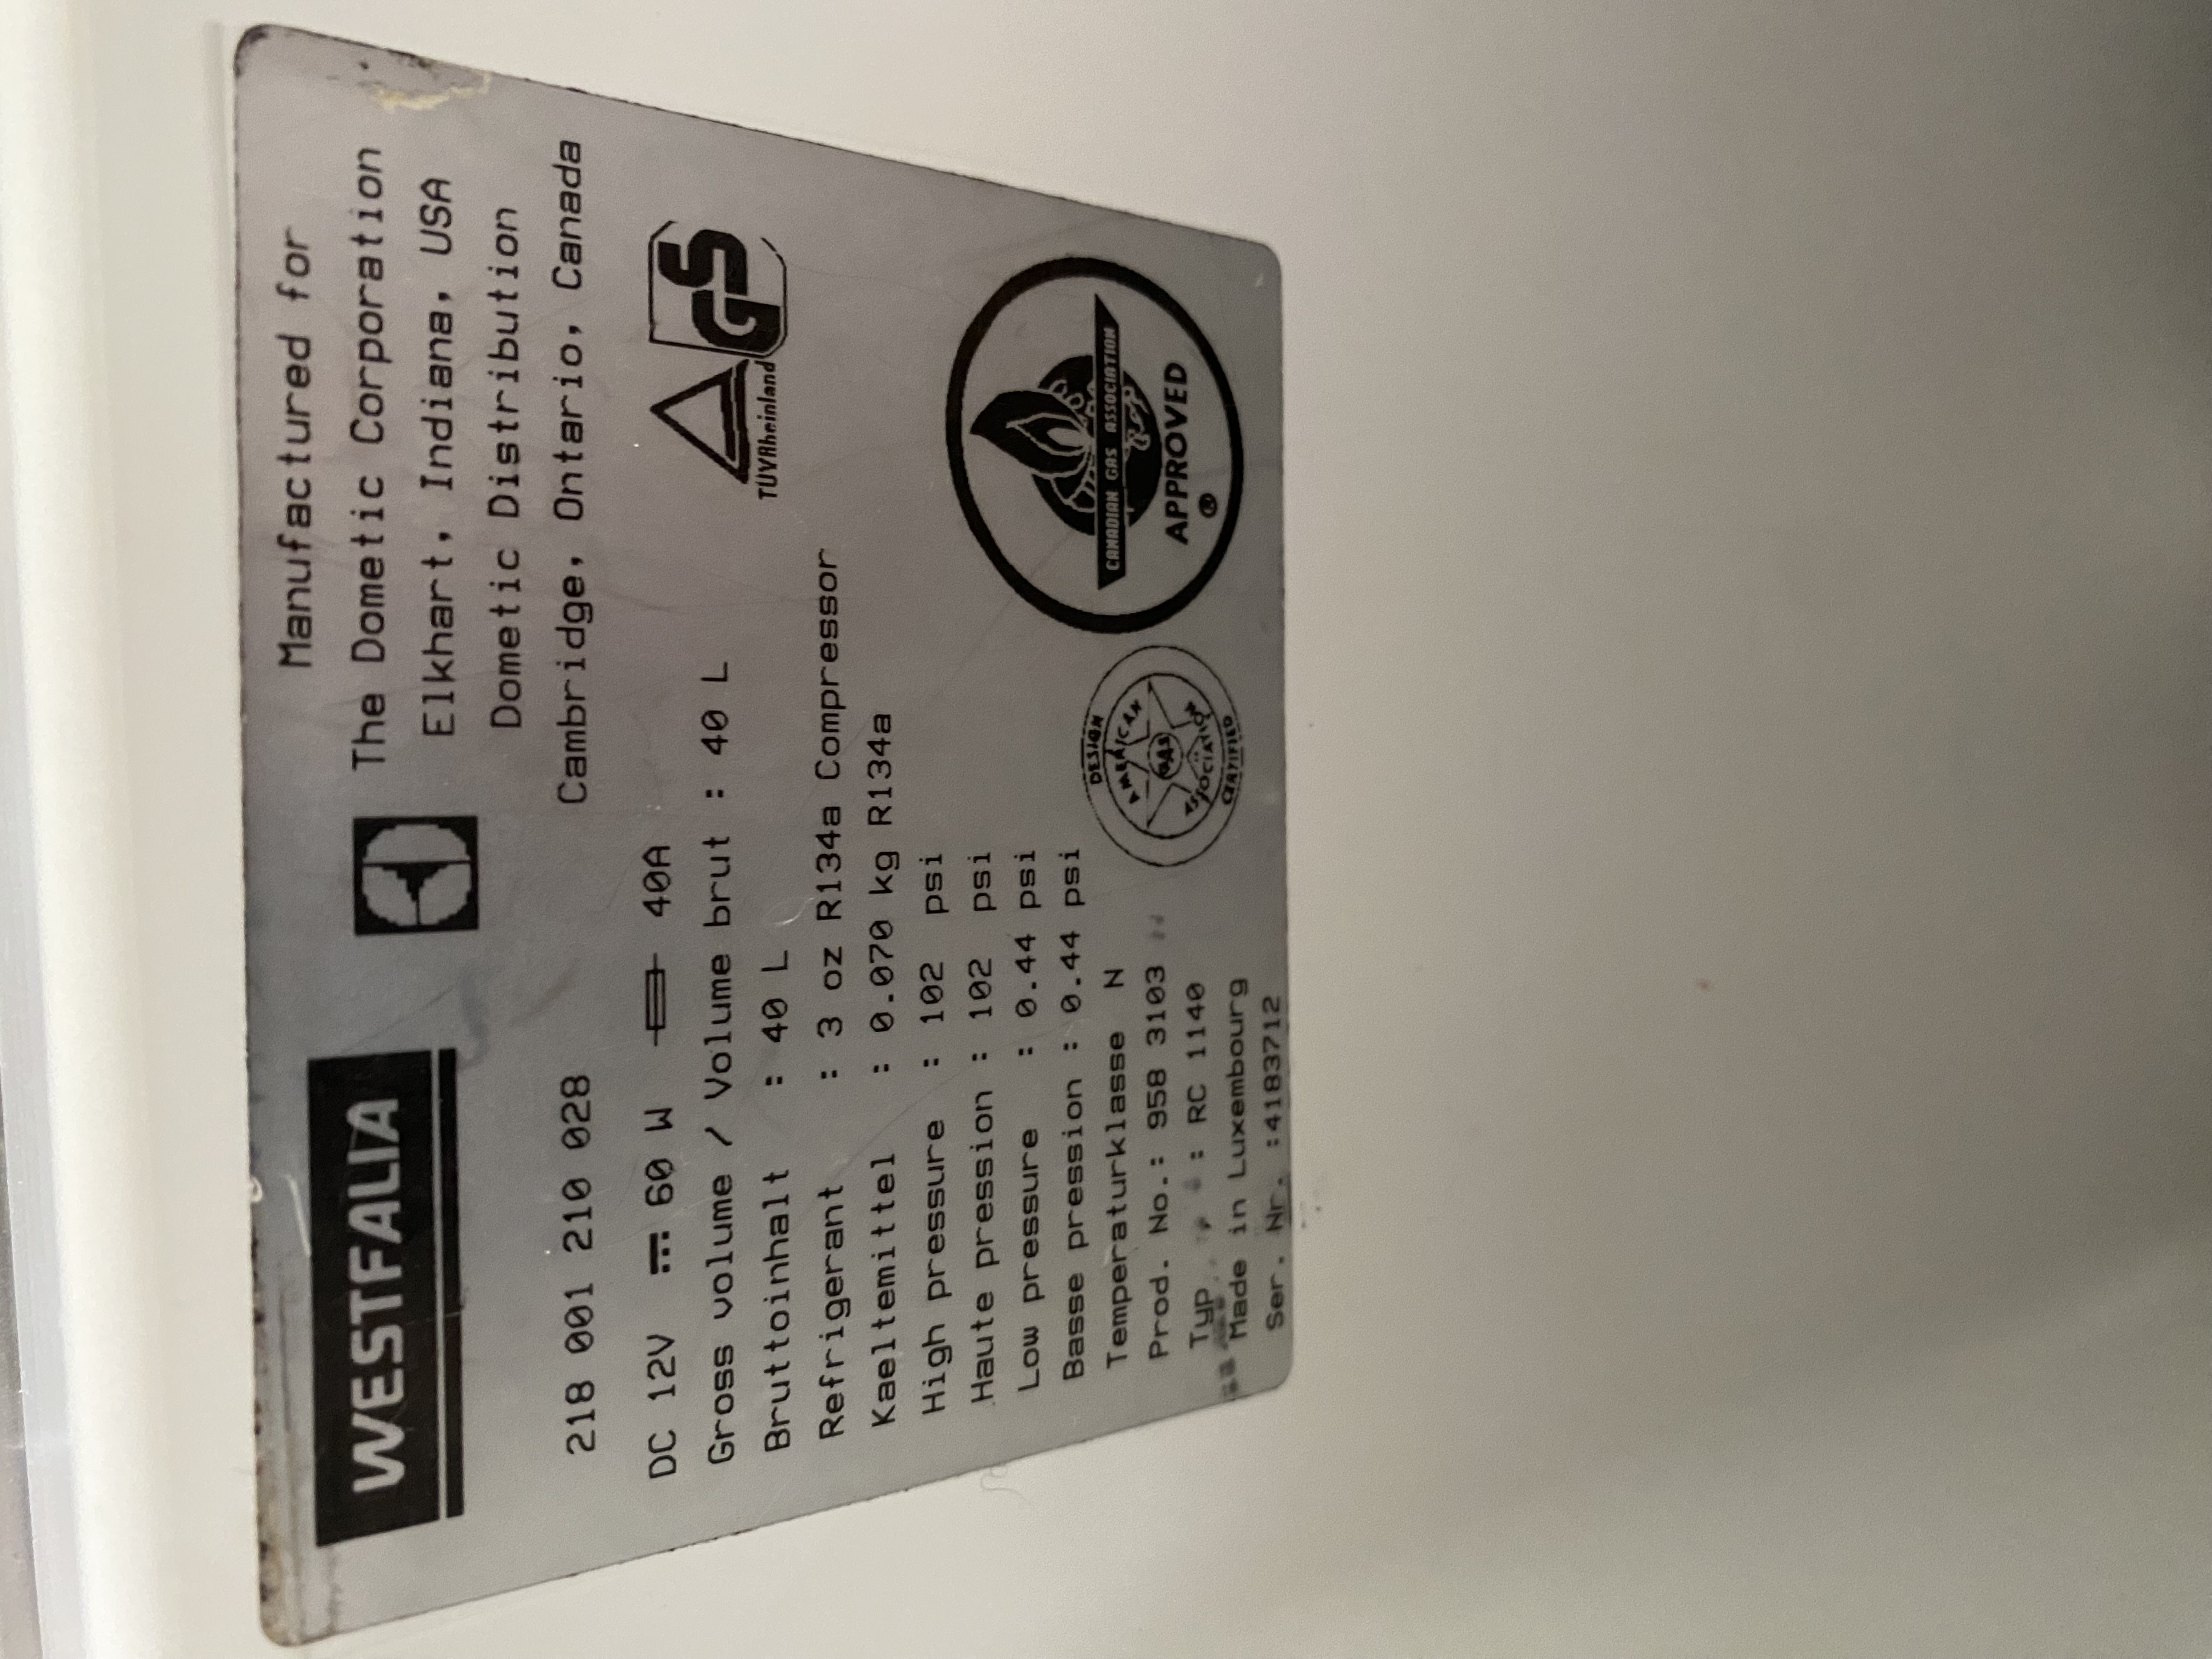 WESTFALIA
Manufactured for
The Dometic Corporation
Elkhart, Indiana, USA
Dometic Distribution
Cambridge, Ontario, Canada
218 001 210 028
DC 12V 60 W 40A
Gross volume / Volume brut : 40 L
Bruttoinhalt : 40 L
Refrigerant : 3 oz R134a Compressor
Kaeltemittel : 0.070 kg R134a
High pressure : 102 psi
Haute pression : 102 psi
Low pressure : 0.44 psi
Basse pression : 0.44 psi
Temperaturklasse N
Prod. No.: 958 3103
Typ : RC 1140
Made in Luxembourg
Ser. Nr. :4183712
TÜVRheinland
GS
DESIGN
AMERICAN
GAS
ASSOCIATION
CERTIFIED
CANADIAN GAS ASSOCIATION
APPROVED
®